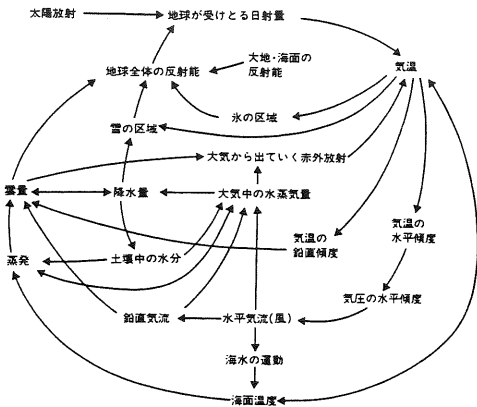 太陽放射
地球が受けとる日射量
地球全体の反射能
大地・海面の
反射能
気温
氷の区域
雪の区域
大気から出ていく赤外放射
雲量
降水量
大気中の水蒸気量
気温の
鉛直傾度
気温の
水平傾度
蒸発
土壌中の水分
気圧の水平傾度
鉛直気流
水平気流(風)
海水の運動
海面温度